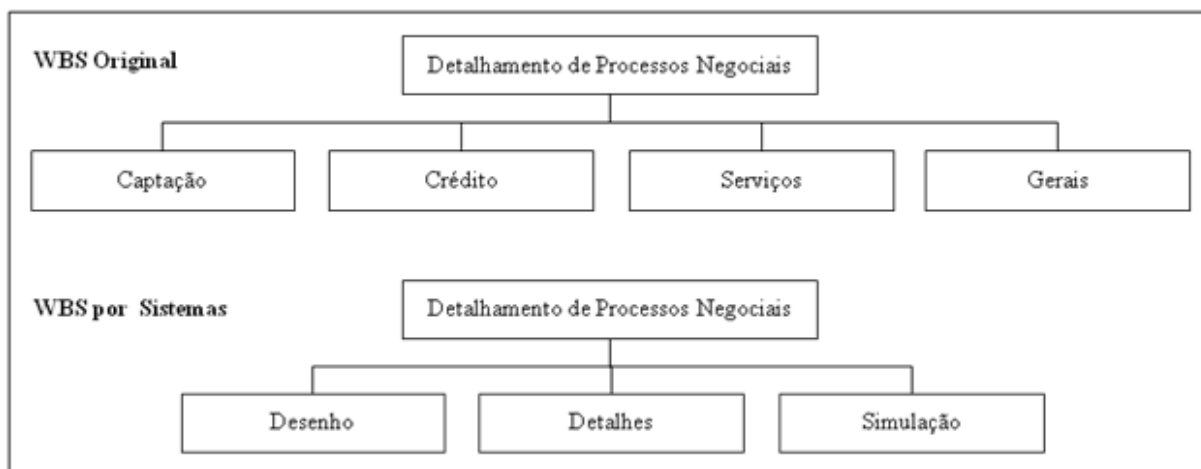 WBS Original
Detalhamento de Processos Negociais
Captação
Crédito
Serviços
Gerais
WBS por Sistemas
Detalhamento de Processos Negociais
Desenho
Detalhes
Simulação